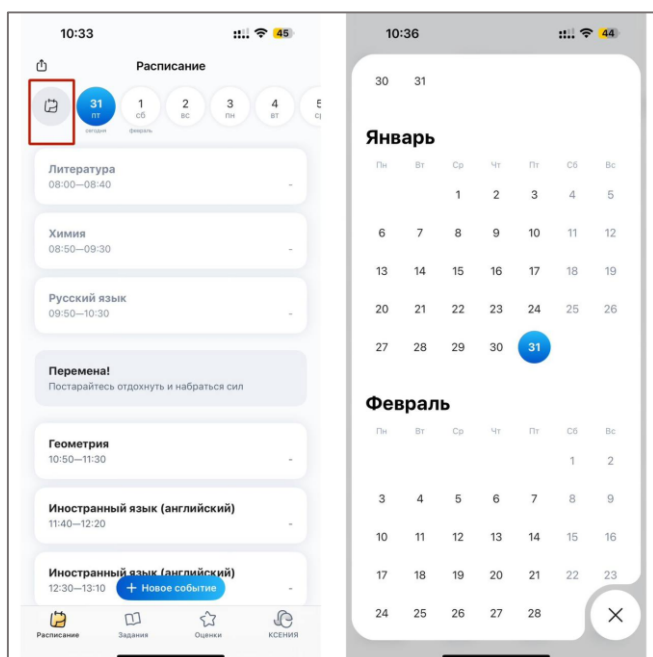 10:33
45
Расписание
31 1 2 3 4 5
пт сб вс пн вт
сегодня февраль
Литература
08:00—08:40 -
Химия
08:50—09:30 -
Русский язык
09:50—10:30 -
Перемена!
Постарайтесь отдохнуть и набраться сил
Геометрия
10:50—11:30 -
Иностранный язык (английский)
11:40—12:20 -
Иностранный язык (английский)
12:30—13:10 -
+ Новое событие
Расписание Задания Оценки КСЕНИЯ
10:36
44
30 31
Январь
Пн Вт Ср Чт Пт Сб Вс
1 2 3 4 5
6 7 8 9 10 11 12
13 14 15 16 17 18 19
20 21 22 23 24 25 26
27 28 29 30 31
Февраль
Пн Вт Ср Чт Пт Сб Вс
1 2
3 4 5 6 7 8 9
10 11 12 13 14 15 16
17 18 19 20 21 22 23
24 25 26 27 28